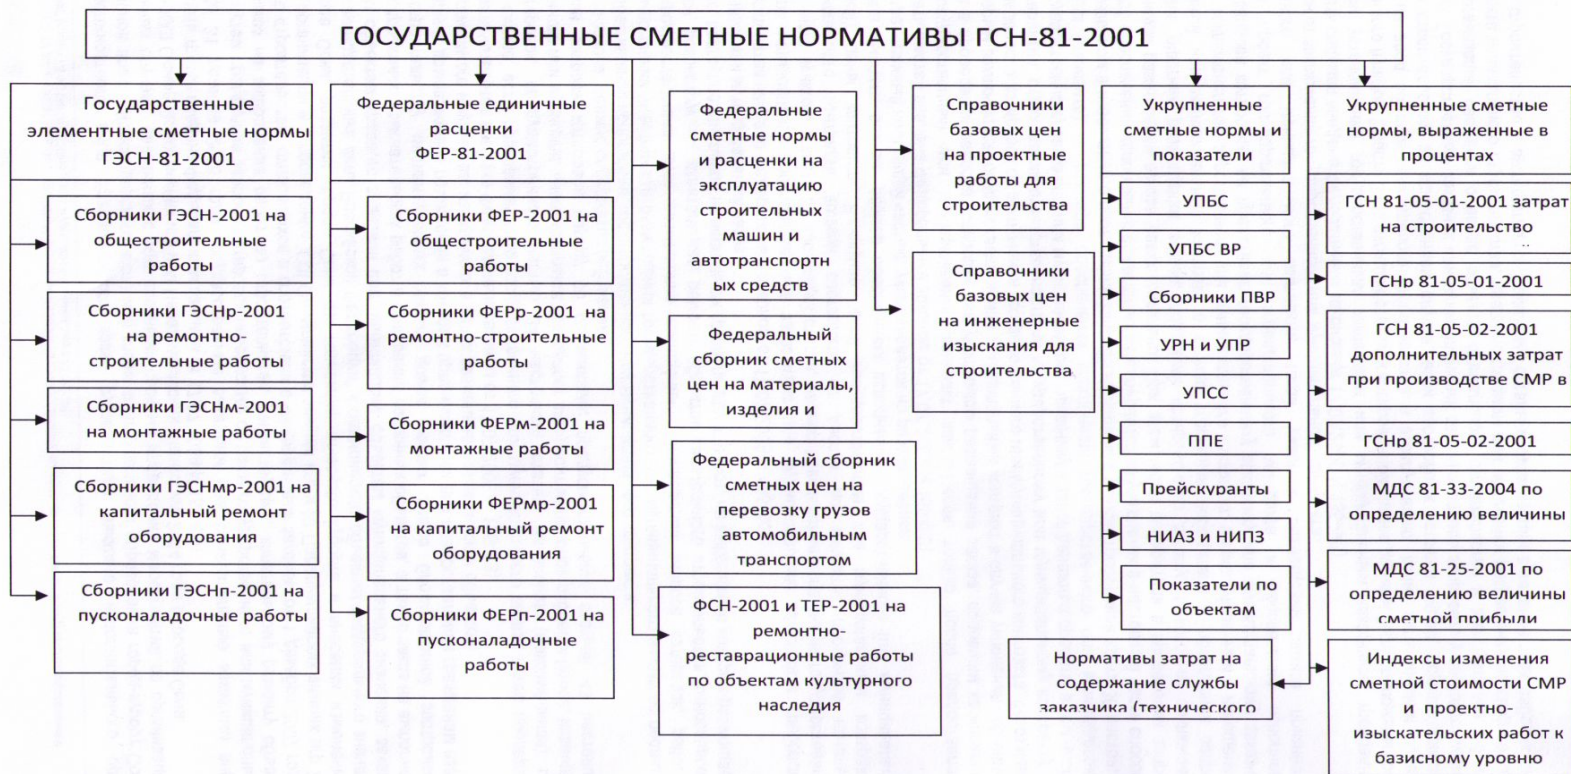 ГОСУДАРСТВЕННЫЕ СМЕТНЫЕ НОРМАТИВЫ ГСН-81-2001
Государственные
элементные сметные нормы
ГЭСН-81-2001
Сборники ГЭСН-2001 на
общестроительные
работы
Сборники ГЭСНр-2001
на ремонтно-
строительные работы
Сборники ГЭСНм-2001
на монтажные работы
Сборники ГЭСНмр-2001 на
капитальный ремонт
оборудования
Сборники ГЭСНп-2001 на
пусконаладочные работы
Федеральные единичные
расценки
ФЕР-81-2001
Сборники ФЕР-2001 на
общестроительные
работы
Сборники ФЕРр-2001 на
ремонтно-строительные
работы
Сборники ФЕРм-2001 на
монтажные работы
Сборники ФЕРмр-2001
на капитальный ремонт
оборудования
Сборники ФЕРп-2001 на
пусконаладочные
работы
Федеральные
сметные нормы
и расценки на
эксплуатацию
строительных
машин и
автотранспортн
ых средств
Федеральный
сборник сметных
цен на материалы,
изделия и
Федеральный сборник
сметных цен на
перевозку грузов
автомобильным
транспортом
ФСН-2001 и ТЕР-2001 на
ремонтно-
реставрационные работы
по объектам культурного
наследия
Справочники
базовых цен
на проектные
работы для
строительства
Справочники
базовых цен
на инженерные
изыскания для
строительства
Укрупненные
сметные нормы и
показатели
УПБС
УПБС ВР
Сборники ПВР
УРН и УПР
УПСС
ППЕ
Прейскуранты
НИАЗ и НИПЗ
Показатели по
объектам
Нормативы затрат на
содержание службы
заказчика (технического
Укрупненные сметные
нормы, выраженные в
процентах
ГСН 81-05-01-2001 затрат
на строительство
ГСНр 81-05-01-2001
ГСН 81-05-02-2001
дополнительных затрат
при производстве СМР в
ГСНр 81-05-02-2001
МДС 81-33-2004 по
определению величины
МДС 81-25-2001 по
определению величины
сметной прибыли
Индексы изменения
сметной стоимости СМР
и проектно-
изыскательских работ к
базисному уровню